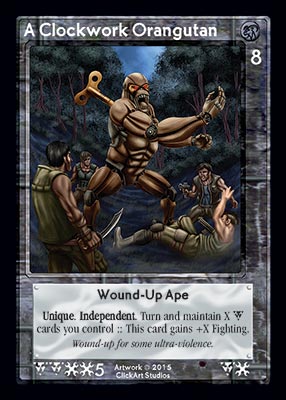 A Clockwork Orangutan
8
Wound-Up Ape
Unique. Independent. Turn and maintain X
cards you control :: This card gains +X Fighting.
Wound-up for some ultra-violence.
5
Artwork © 2015
ClickArt Studios